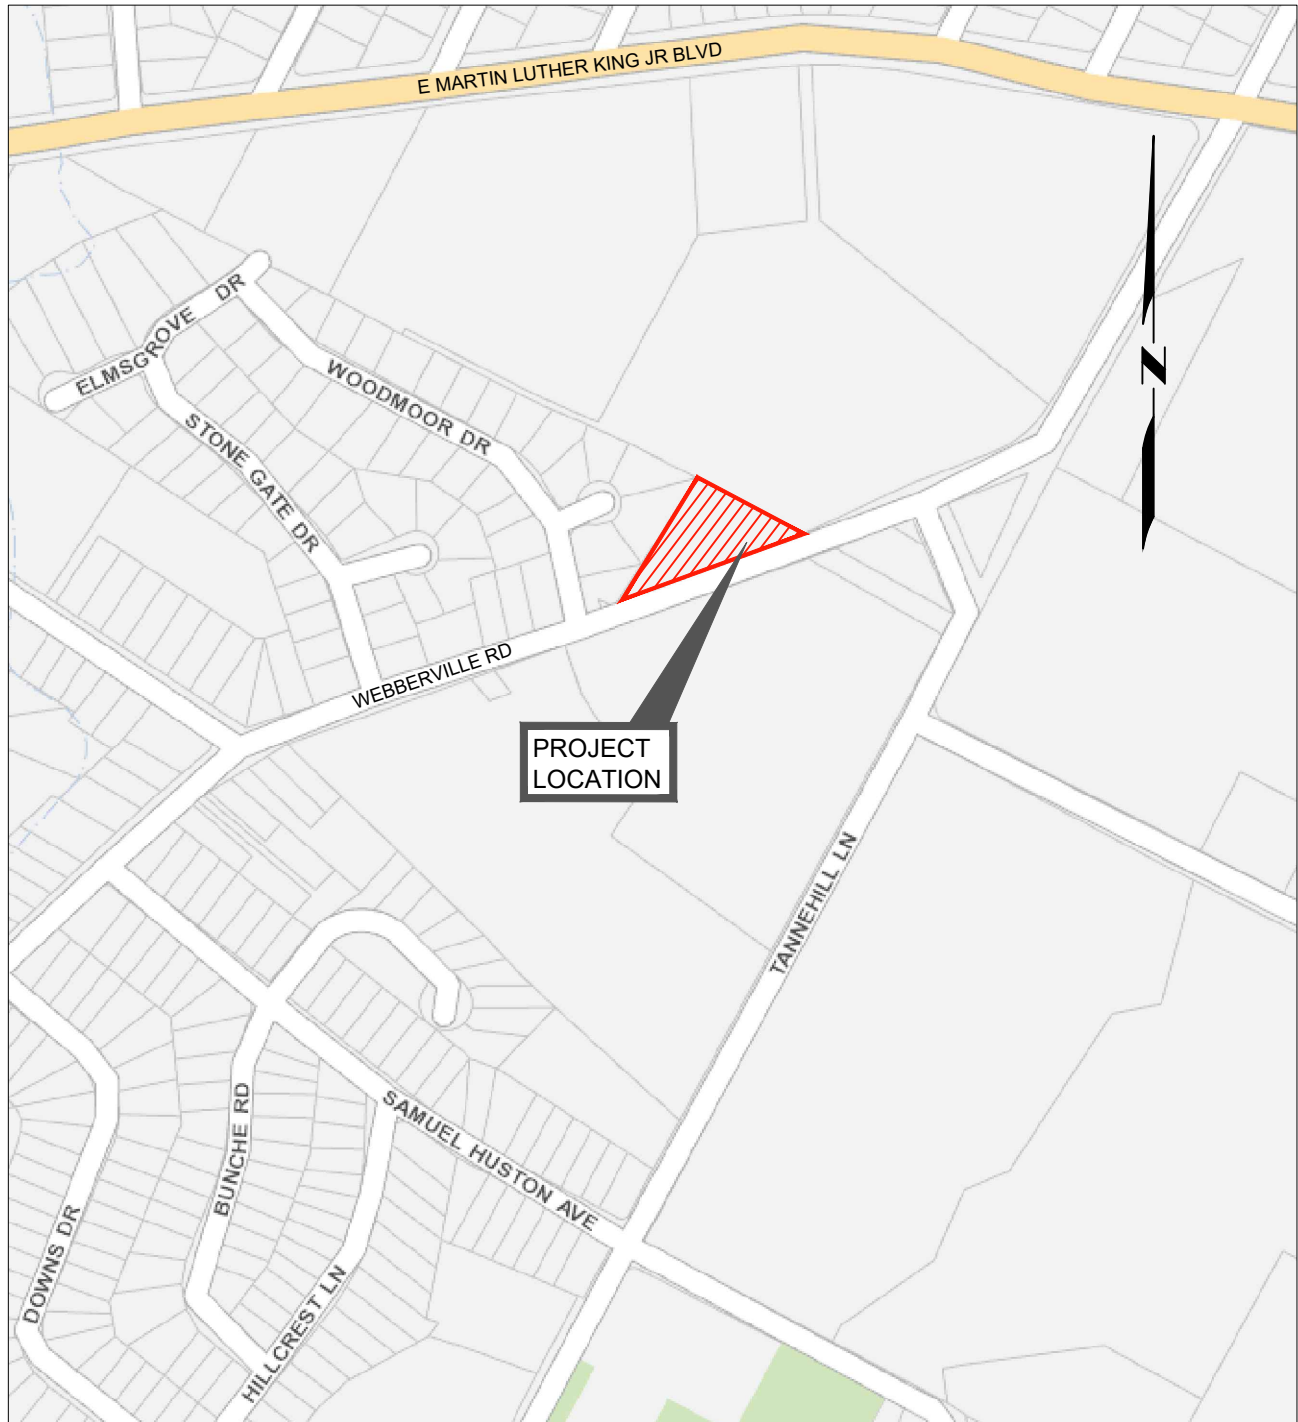 E MARTIN LUTHER KING JR BLVD
ELMSGROVE DR
WOODMOOR DR
N
STONE GATE DR
WEBBERVILLE RD
PROJECT
LOCATION
TANNEHILL LN
SAMUEL HUSTON AVE
BUNCHE RD
DOWNS DR
HILLCREST LN